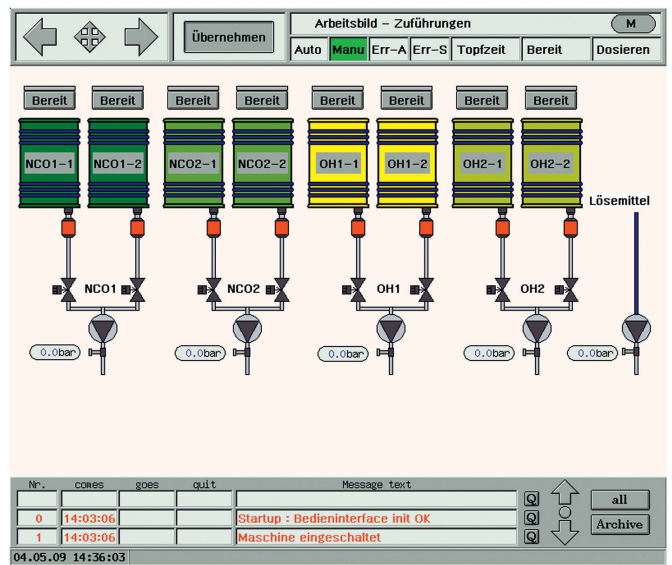 Übernehmen
Arbeitsbild – Zuführungen M
Auto Manu Err-A Err-S Topfzeit Bereit Dosieren
Bereit Bereit Bereit Bereit Bereit Bereit Bereit Bereit
NCO1-1 NCO1-2 NCO2-1 NCO2-2 OH1-1 OH1-2 OH2-1 OH2-2
Lösemittel
NCO1 NCO2 OH1 OH2
0.0bar 0.0bar 0.0bar 0.0bar 0.0bar
Nr. comes goes quit Message text
Q all
0 14:03:06 Startup : Bedieninterface init OK Q
Archive
1 14:03:06 Maschine eingeschaltet Q
04.05.09 14:36:03